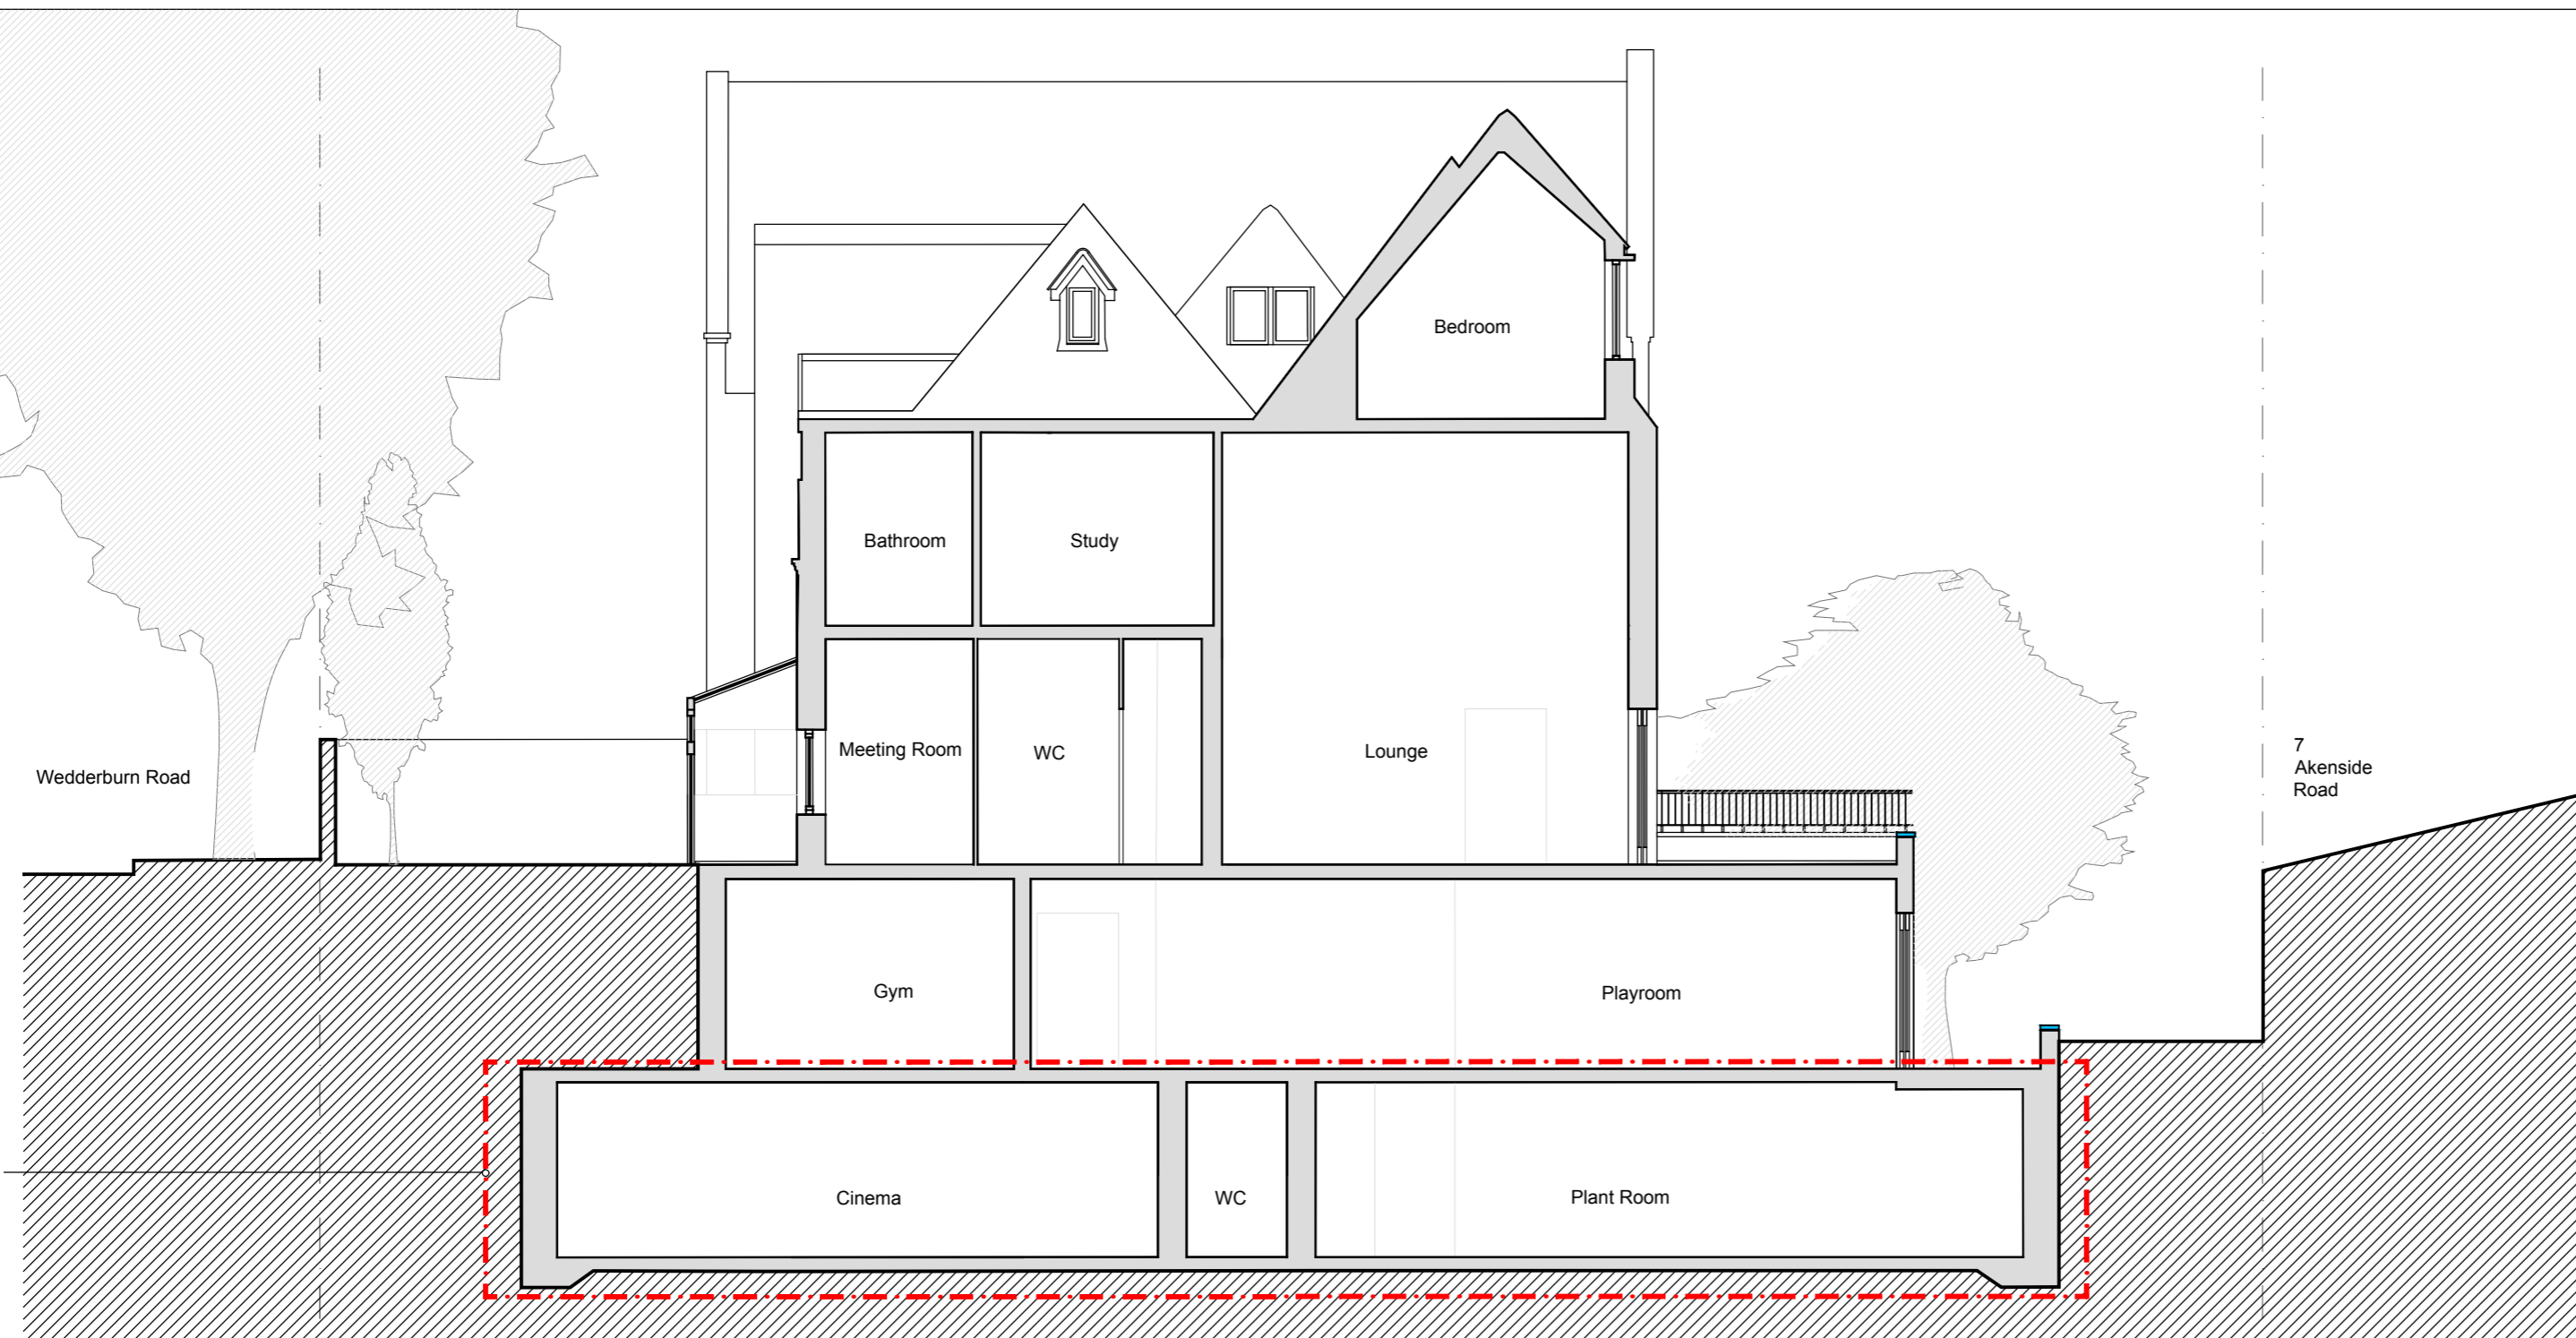 Bedroom
Bathroom
Study
Meeting Room
WC
Lounge
Wedderburn Road
7
Akenside
Road
Gym
Playroom
Cinema
WC
Plant Room